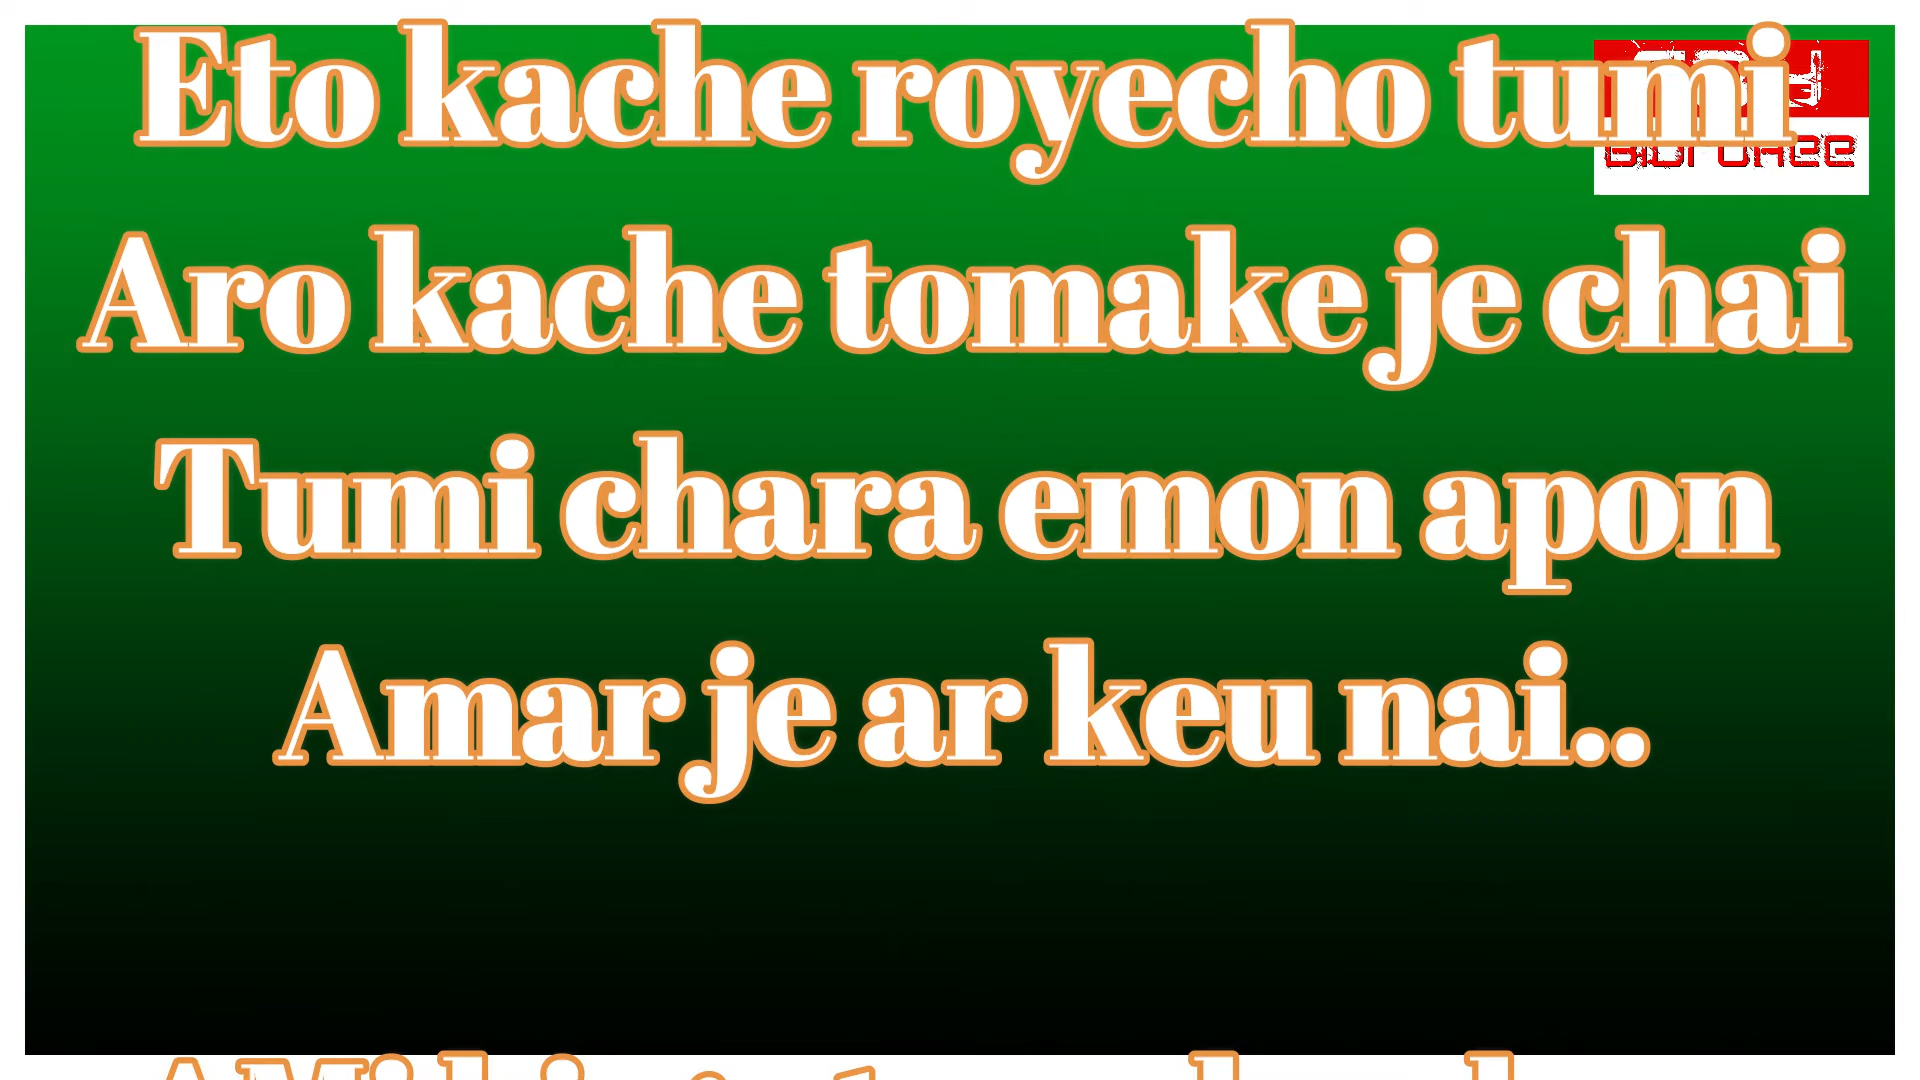 Eto kache royecho tumi
Aro kache tomake je chai
Tumi chara emon apon
Amar je ar keu nai..